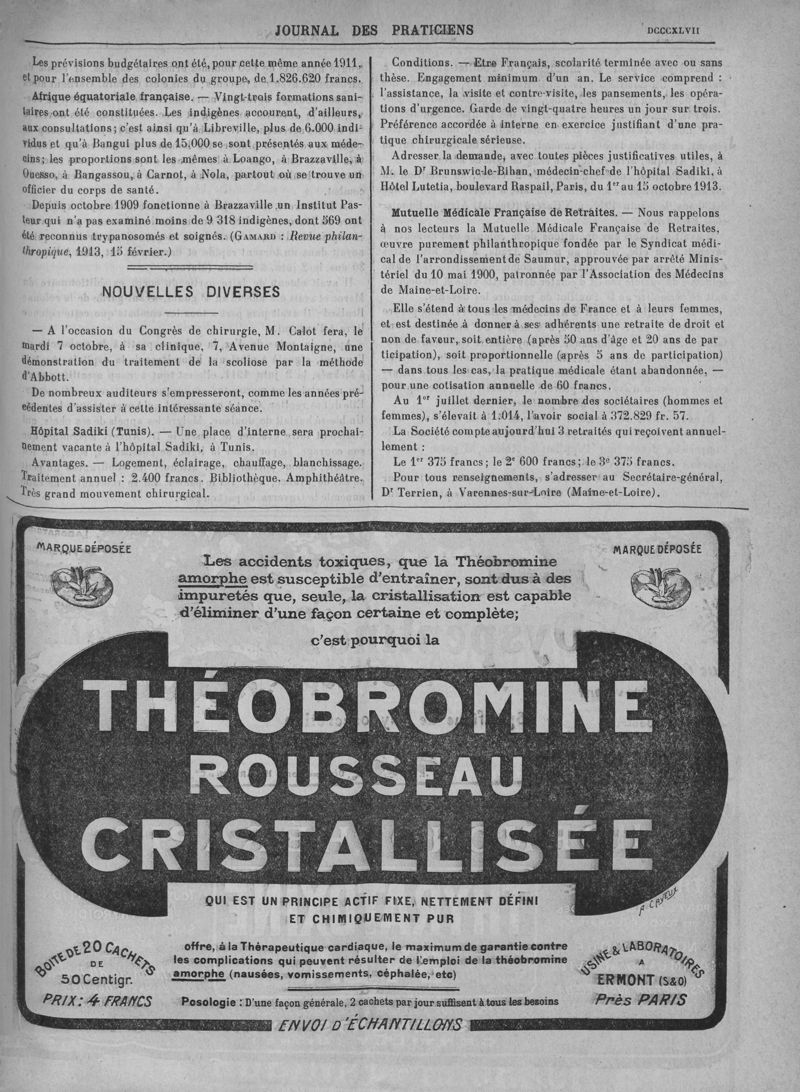 JOURNAL DES PRATICIENS
DCCCXLVII
Les prévisions budgétaires ont été, pour cette même année 1911,
et pour l'ensemble des colonies du groupe, de 1.826.620 francs.
Afrique équatoriale française. — Vingt-trois formations sani-
taires ont été constituées. Les indigènes accourent, d'ailleurs,
aux consultations; c'est ainsi qu'à Libreville, plus de 6.000 indi-
vidus et qu'à Bangui plus de 15,000 se sont présentés aux méde-
cins; les proportions sont les mêmes à Loango, à Brazzaville, à
Ouesso, à Bangassou, à Carnot, à Nola, partout où se trouve un
officier du corps de santé.
Depuis octobre 1909 fonctionne à Brazzaville un Institut Pas-
teur qui n'a pas examiné moins de 9 318 indigènes, dont 569 ont
été reconnus trypanosomés et soignés. (GAMARD : Revue philan-
thropique, 1913, 15 février.)
NOUVELLES DIVERSES
— A l'occasion du Congrès de chirurgie, M. Calot fera, le
mardi 7 octobre, à sa clinique, 7, Avenue Montaigne, une
démonstration du traitement de la scoliose par la méthode
d'Abbott.
De nombreux auditeurs s'empresseront, comme les années pré-
cédentes d'assister à cette intéressante séance.
Hôpital Sadiki (Tunis). — Une place d'interne sera prochai-
nement vacante à l'hôpital Sadiki, à Tunis.
Avantages. — Logement, éclairage, chauffage, blanchissage.
Traitement annuel : 2.400 francs. Bibliothèque. Amphithéâtre.
Très grand mouvement chirurgical.
Conditions. — Etre Français, scolarité terminée avec ou sans
thèse. Engagement minimum d'un an. Le service comprend :
l'assistance, la visite et contre-visite, les pansements, les opéra-
tions d'urgence. Garde de vingt-quatre heures un jour sur trois.
Préférence accordée à interne en exercice justifiant d'une pra-
tique chirurgicale sérieuse.
Adresser la demande, avec toutes pièces justificatives utiles, à
M. le Dr Brunswic-le-Bihan, médecin-chef de l'hôpital Sadiki, à
Hôtel Lutetia, boulevard Raspail, Paris, du 1er au 15 octobre 1913.
Mutuelle Médicale Française de Retraites. — Nous rappelons
à nos lecteurs la Mutuelle Médicale Française de Retraites,
œuvre purement philanthropique fondée par le Syndicat médi-
cal de l'arrondissement de Saumur, approuvée par arrêté Minis-
tériel du 10 mai 1900, patronnée par l'Association des Médecins
de Maine-et-Loire.
Elle s'étend à tous les médecins de France et à leurs femmes,
et est destinée à donner à ses adhérents une retraite de droit et
non de faveur, soit entière (après 50 ans d'âge et 20 ans de par
ticipation), soit proportionnelle (après 5 ans de participation)
— dans tous les cas, la pratique médicale étant abandonnée, —
pour une cotisation annuelle de 60 francs.
Au 1er juillet dernier, le nombre des sociétaires (hommes et
femmes), s'élevait à 1.014, l'avoir social à 372.829 fr. 57.
La Société compte aujourd'hui 3 retraités qui reçoivent annuel-
lement :
Le 1er 375 francs; le 2e 600 francs; le 3e 375 francs.
Pour tous renseignements, s'adresser au Secrétaire-général,
Dr Terrien, à Varennes-sur-Loire (Maine-et-Loire).
MARQUE DÉPOSÉE
MARQUE DÉPOSÉE
Les accidents toxiques, que la Théobromine
amorphe est susceptible d'entraîner, sont dus à des
impuretés que, seule, la cristallisation est capable
d'éliminer d'une façon certaine et complète;
c'est pourquoi la
THÉOBROMINE
ROUSSEAU
CRISTALLISÉE
QUI EST UN PRINCIPE ACTIF FIXE, NETTEMENT DÉFINI
ET CHIMIQUEMENT PUR
offre, à la Thérapeutique cardiaque, le maximum de garantie contre
les complications qui peuvent résulter de l'emploi de la théobromine
amorphe (nausées, vomissements, céphalée, etc)
Posologie : D'une façon générale, 2 cachets par jour suffisent à tous les besoins
BOITE DE 20 CACHETS
DE
50 Centigr.
PRIX : 4 FRANCS
USINE & LABORATOIRES
A
ERMONT (S&O)
Près PARIS
ENVOI D'ÉCHANTILLONS